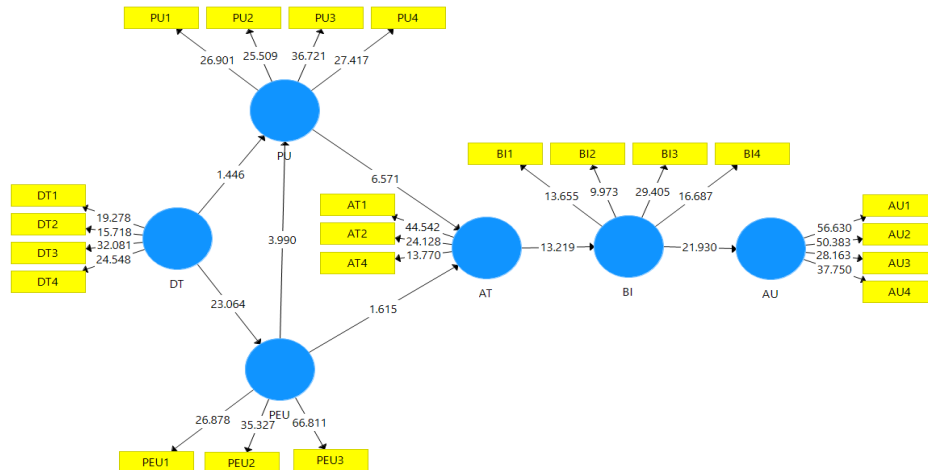 PU1
PU2
PU3
PU4
26.901
25.509
36.721
27.417
PU
1.446
6.571
BI1
BI2
BI3
BI4
13.655
9.973
29.405
16.687
DT1
DT2
DT3
DT4
19.278
15.718
32.081
24.548
DT
3.990
AT1
AT2
AT4
44.542
24.128
13.770
AT
13.219
BI
21.930
AU
56.630
50.383
28.163
37.750
AU1
AU2
AU3
AU4
23.064
1.615
PEU
26.878
35.327
66.811
PEU1
PEU2
PEU3